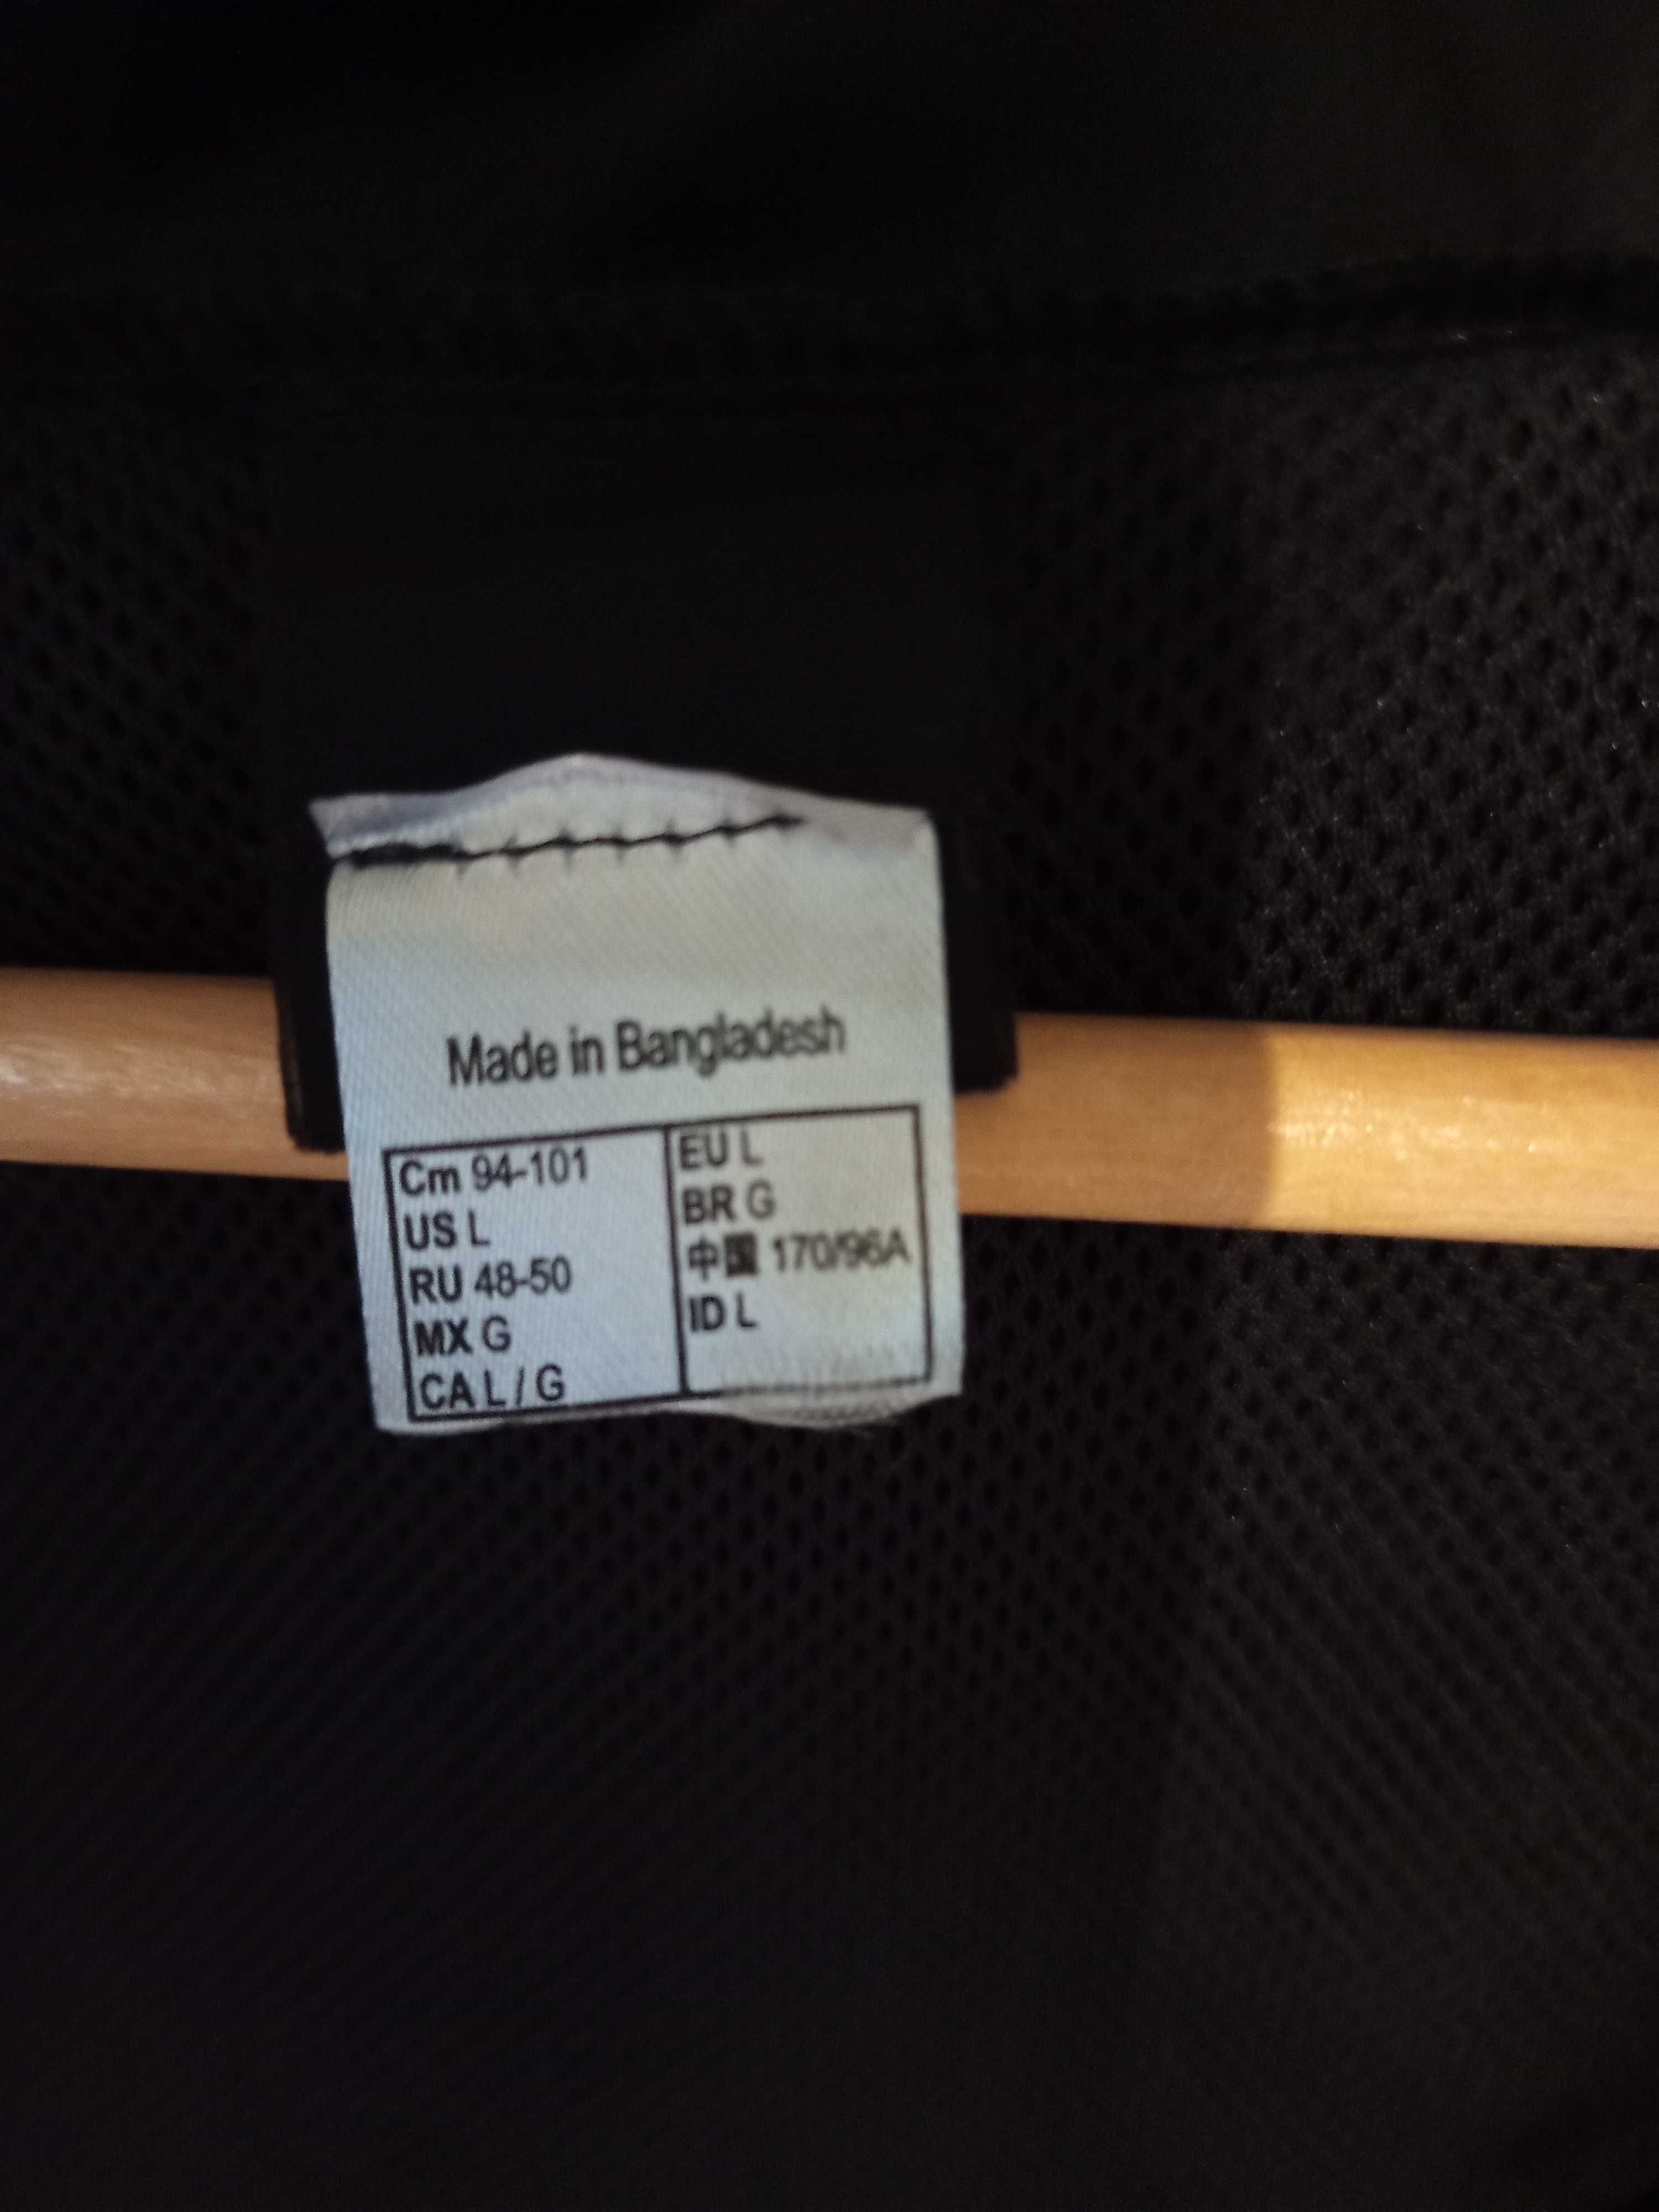 Made in Bangladesh
Cm 94-101
US L
RU 48-50
MX G
CA L / G
EU L
BR G
中国 170/96A
ID L